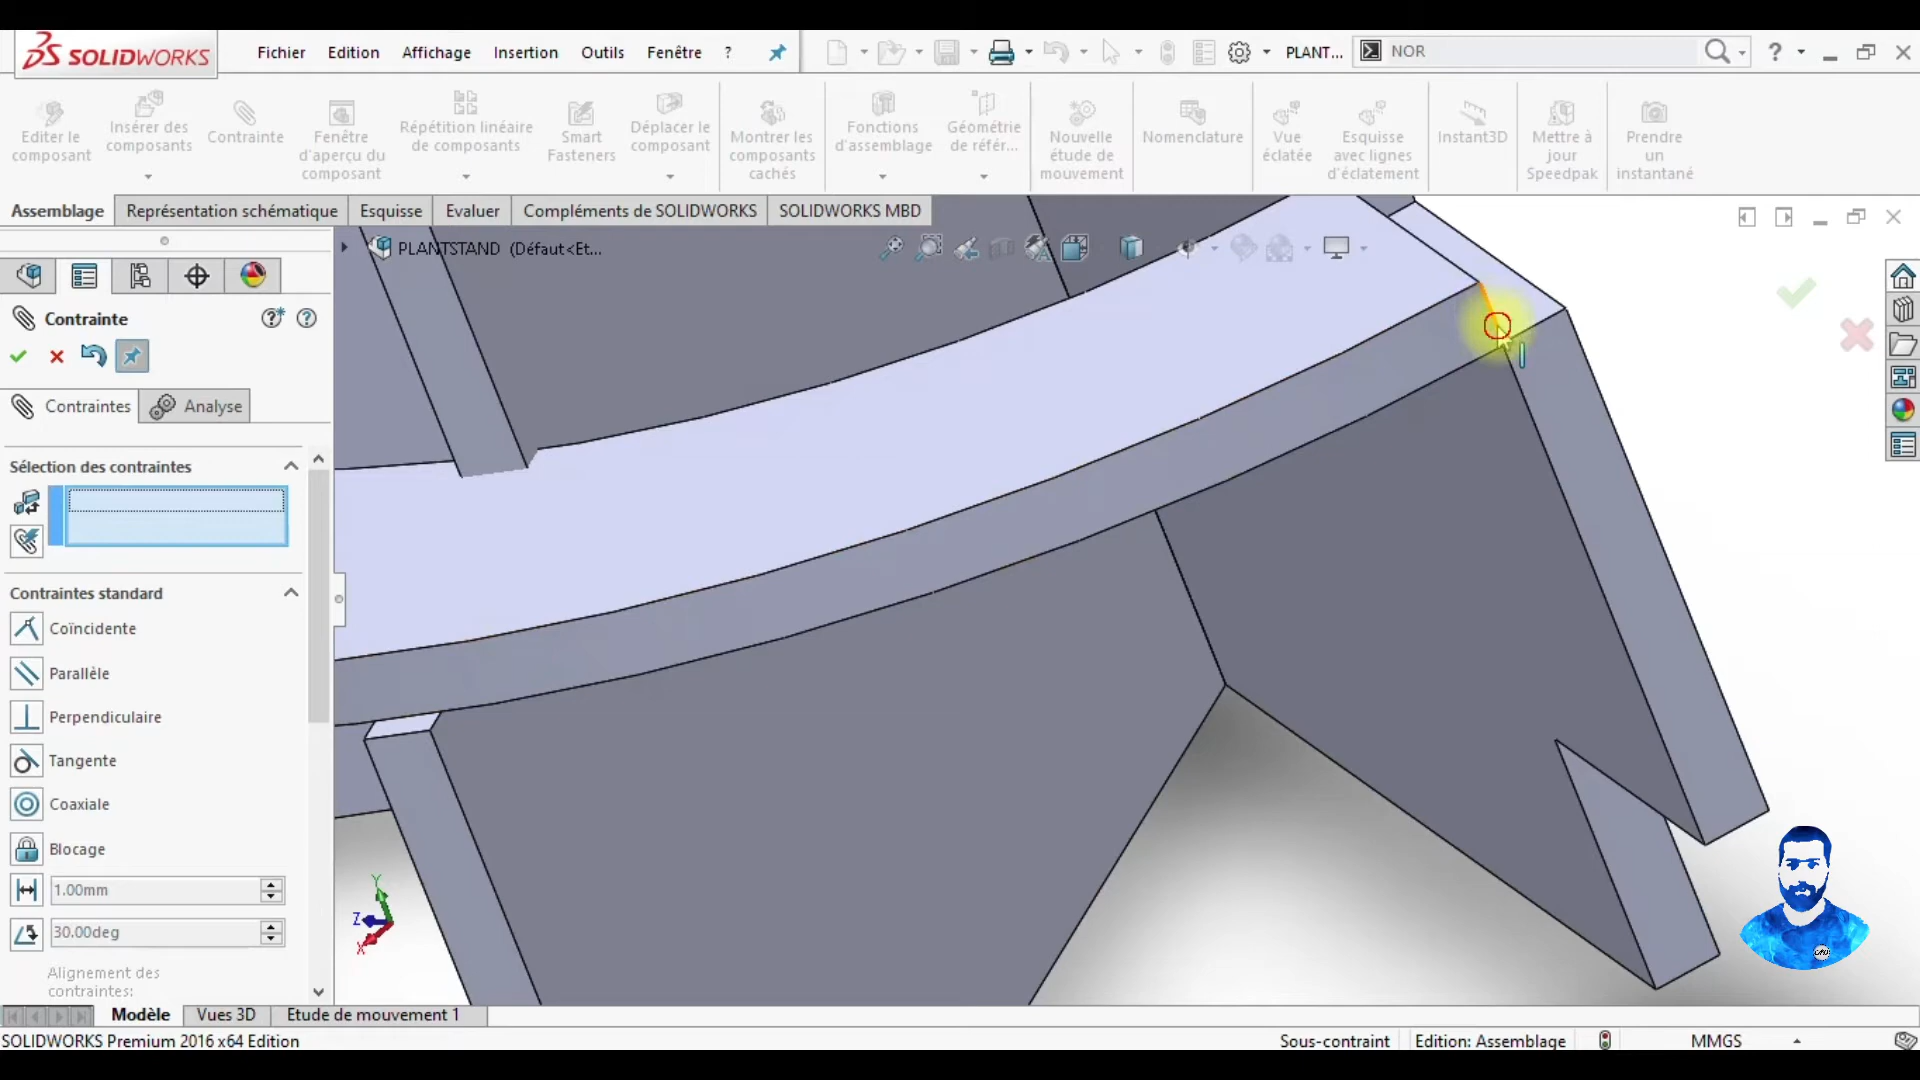 SOLIDWORKS
Fichier Edition Affichage Insertion Outils Fenêtre ?
PLANT...
NOR
?
Editer le
composant
Insérer des
composants
Contrainte
Fenêtre
d'aperçu du
composant
Répétition linéaire
de composants
Smart
Fasteners
Déplacer le
composant
Montrer les
composants
cachés
Fonctions
d'assemblage
Géométrie
de référ...
Nouvelle
étude de
mouvement
Nomenclature
Vue
éclatée
Esquisse
avec lignes
d'éclatement
Instant3D
Mettre à
jour
Speedpak
Prendre
un
instantané
Assemblage Représentation schématique Esquisse Evaluer Compléments de SOLIDWORKS SOLIDWORKS MBD
PLANTSTAND (Défaut<Et...
Contrainte
Contraintes Analyse
Sélection des contraintes
Contraintes standard
Coïncidente
Parallèle
Perpendiculaire
Tangente
Coaxiale
Blocage
1.00mm
30.00deg
Alignement des
contraintes:
Y
Z
X
Modèle Vues 3D Etude de mouvement 1
SOLIDWORKS Premium 2016 x64 Edition
Sous-contraint Edition: Assemblage MMGS